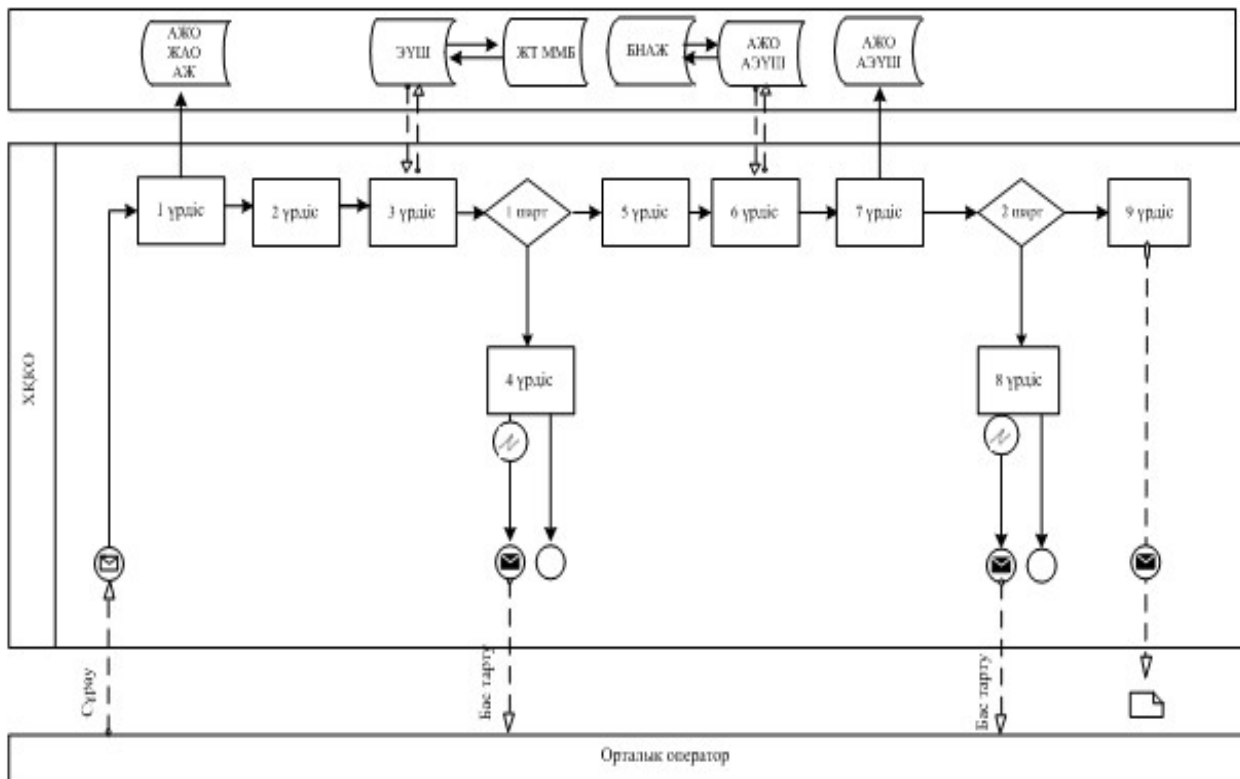 АЖО
ЖАО
АЖ
ЭҮШ
ЖТ ММБ
БНАЖ
АЖО
АЭҮШ
АЖО
АЭҮШ
1 үрдіс
2 үрдіс
3 үрдіс
1 шарт
5 үрдіс
6 үрдіс
7 үрдіс
2 шарт
9 үрдіс
4 үрдіс
8 үрдіс
ХҚКО
Сұрау
Бас тарту
Бас тарту
Орталык оператор